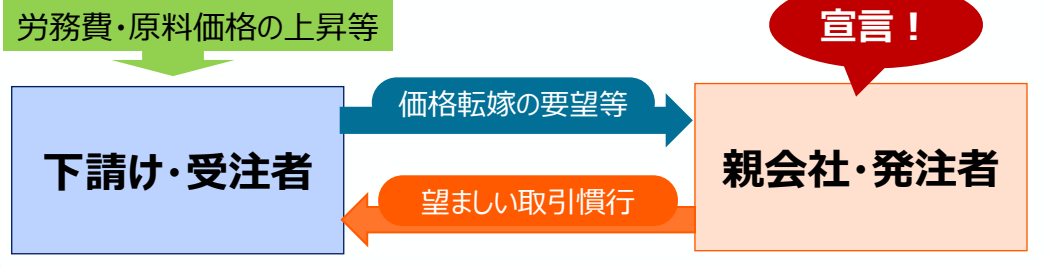 労務費・原料価格の上昇等
宣言！
価格転嫁の要望等
下請け・受注者
親会社・発注者
望ましい取引慣行